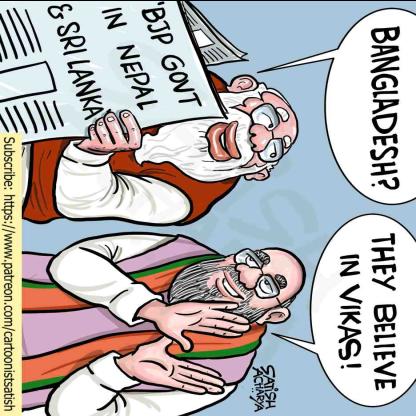 BANGLADESH?
THEY BELIEVE
IN VIKAS!
'BJP GOVT
IN NEPAL
& SRI LANKA
SATISH
ACHARYA
Subscribe: https://www.patreon.com/cartoonistsatish